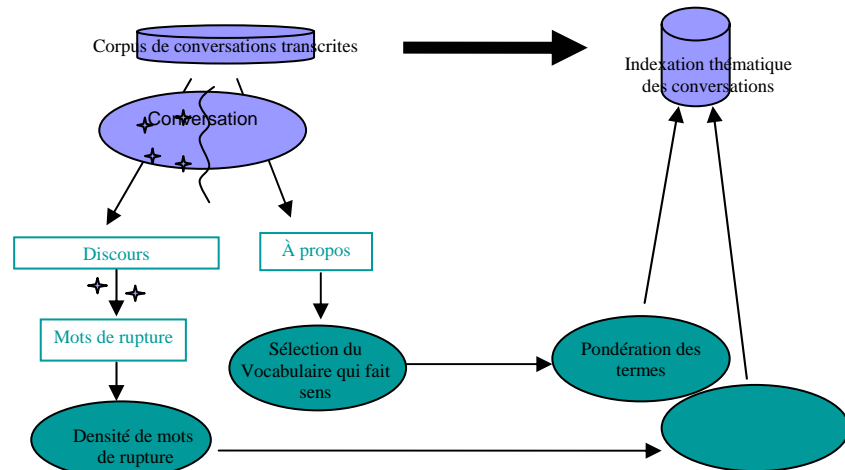 Corpus de conversations transcrites
Indexation thématique
des conversations
Conversation
Discours
À propos
Mots de rupture
Sélection du
Vocabulaire qui fait
sens
Pondération des
termes
Densité de mots
de rupture